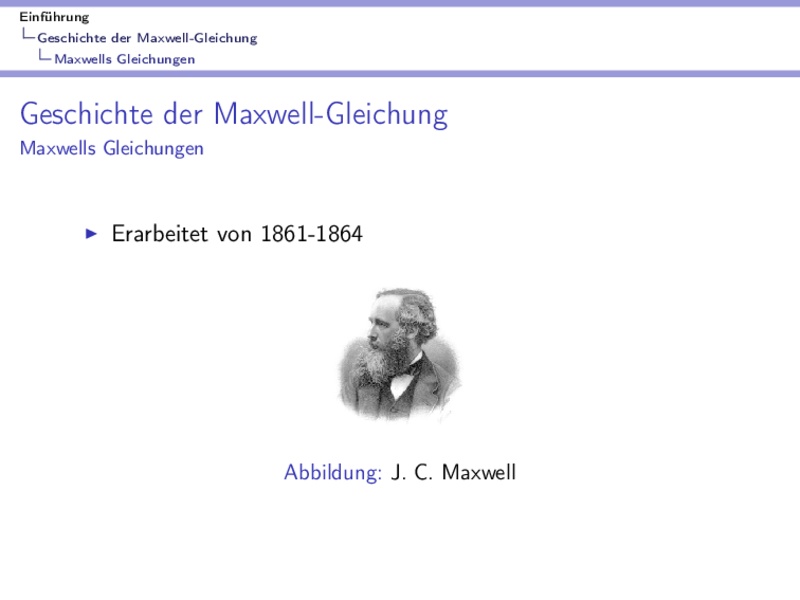 Einführung
Geschichte der Maxwell-Gleichung
Maxwells Gleichungen
Geschichte der Maxwell-Gleichung
Maxwells Gleichungen
Erarbeitet von 1861-1864
Abbildung: J. C. Maxwell